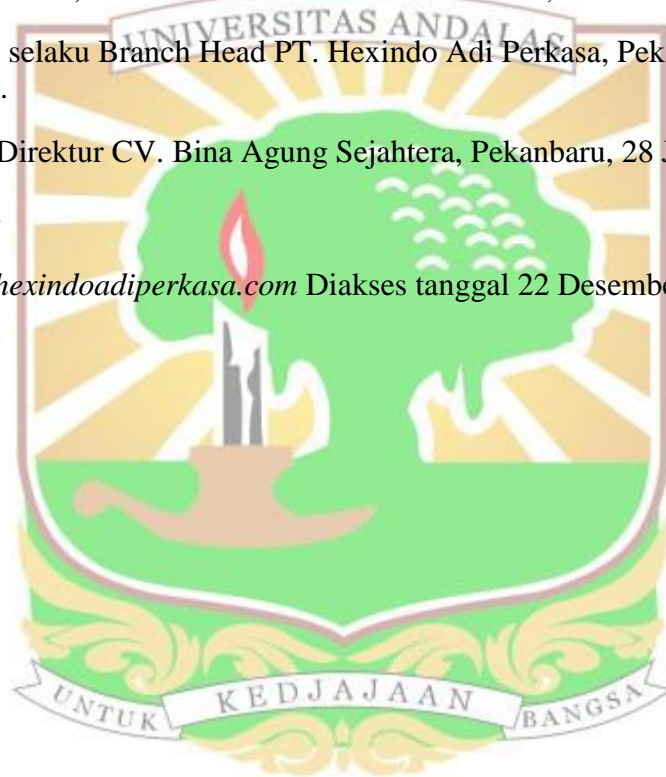 UNIVERSITAS ANDALAS
selaku Branch Head PT. Hexindo Adi Perkasa, Pek
.
Direktur CV. Bina Agung Sejahtera, Pekanbaru, 28 J
hexindoadiperkasa.com Diakses tanggal 22 Desemb
UNTUK KEDJAJAAN BANGSA